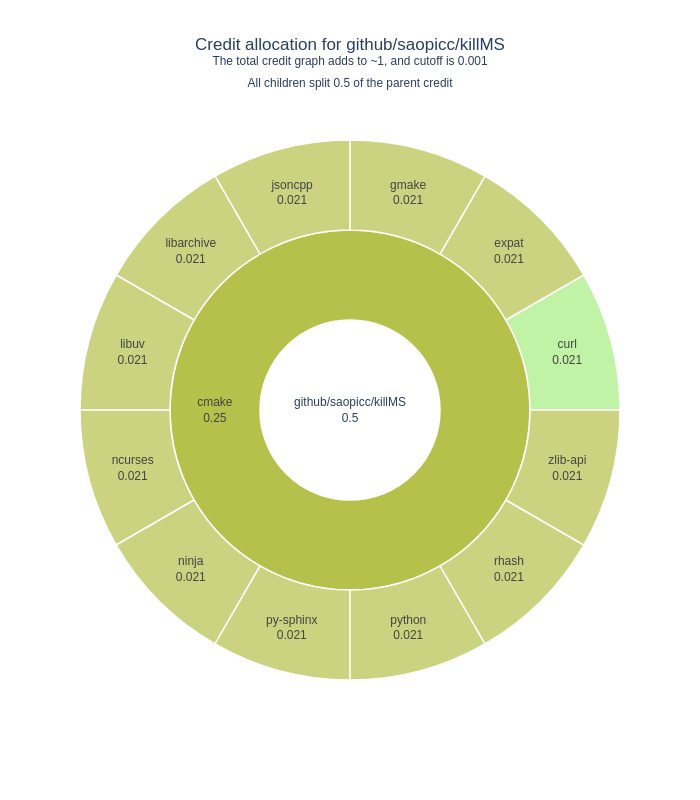 Credit allocation for github/saopicc/killMS
The total credit graph adds to ~1, and cutoff is 0.001
All children split 0.5 of the parent credit
jsoncpp
0.021
gmake
0.021
libarchive
0.021
expat
0.021
libuv
0.021
curl
0.021
cmake
0.25
github/saopicc/killMS
0.5
ncurses
0.021
zlib-api
0.021
ninja
0.021
rhash
0.021
py-sphinx
0.021
python
0.021